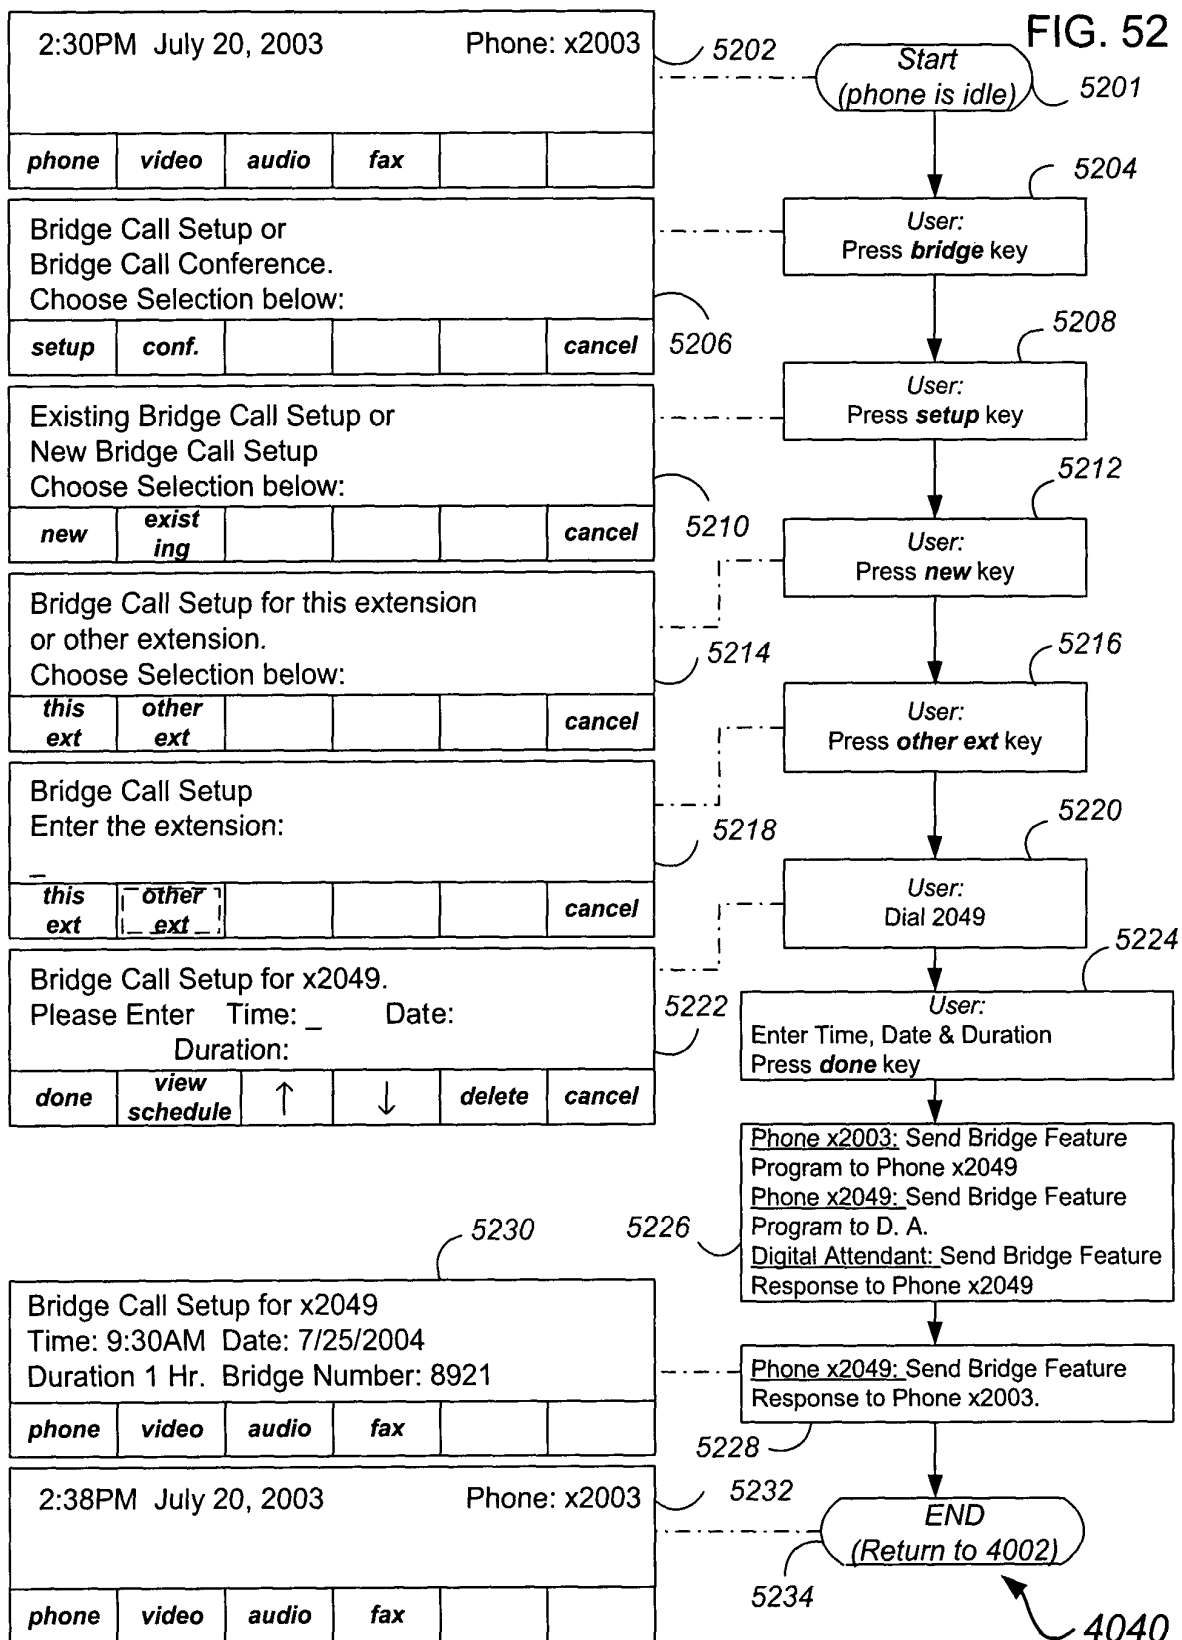 FIG. 52
2:30PM July 20, 2003 Phone: x2003
phone video audio fax
5202
Start
(phone is idle)
5201
Bridge Call Setup or
Bridge Call Conference.
Choose Selection below:
setup conf. cancel
5206
User:
Press bridge key
5204
Existing Bridge Call Setup or
New Bridge Call Setup
Choose Selection below:
new exist
ing cancel
5210
User:
Press setup key
5208
Bridge Call Setup for this extension
or other extension.
Choose Selection below:
this
ext other
ext cancel
5214
User:
Press new key
5212
Bridge Call Setup
Enter the extension:
_
this
ext other
ext cancel
5218
User:
Press other ext key
5216
Bridge Call Setup for x2049.
Please Enter Time: _ Date:
Duration:
done view
schedule ↑ ↓ delete cancel
5222
User:
Dial 2049
5220
User:
Enter Time, Date & Duration
Press done key
5224
Phone x2003: Send Bridge Feature
Program to Phone x2049
Phone x2049: Send Bridge Feature
Program to D. A.
Digital Attendant: Send Bridge Feature
Response to Phone x2049
5226
5230
Bridge Call Setup for x2049
Time: 9:30AM Date: 7/25/2004
Duration 1 Hr. Bridge Number: 8921
phone video audio fax
Phone x2049: Send Bridge Feature
Response to Phone x2003.
5228
2:38PM July 20, 2003 Phone: x2003
phone video audio fax
5232
END
(Return to 4002)
5234
4040